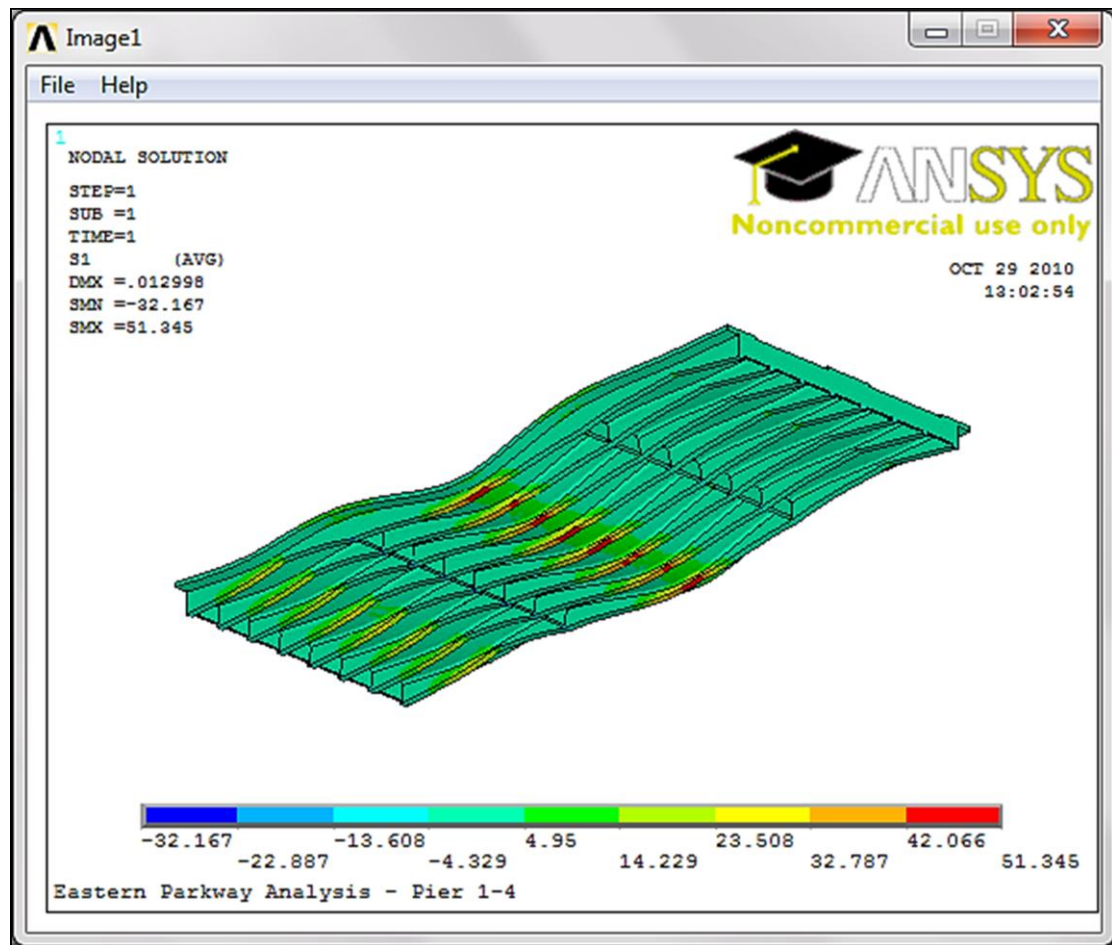 Image1
File Help
1
NODAL SOLUTION
STEP=1
SUB =1
TIME=1
S1 (AVG)
DMX =.012998
SMN =-32.167
SMX =51.345
ANSYS
Noncommercial use only
OCT 29 2010
13:02:54
-32.167 -13.608 4.95 23.508 42.066
-22.887 -4.329 14.229 32.787 51.345
Eastern Parkway Analysis - Pier 1-4